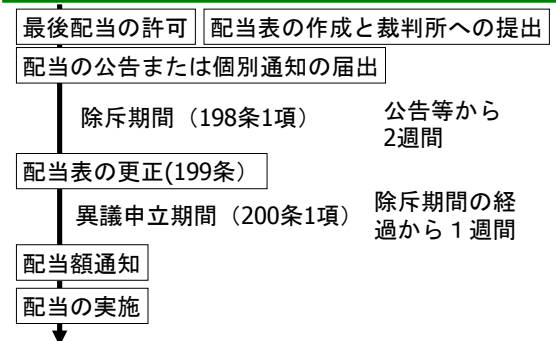 最後配当の許可 配当表の作成と裁判所への提出
配当の公告または個別通知の届出
除斥期間（198条1項） 公告等から
2週間
配当表の更正(199条）
異議申立期間（200条1項） 除斥期間の経
過から１週間
配当額通知
配当の実施